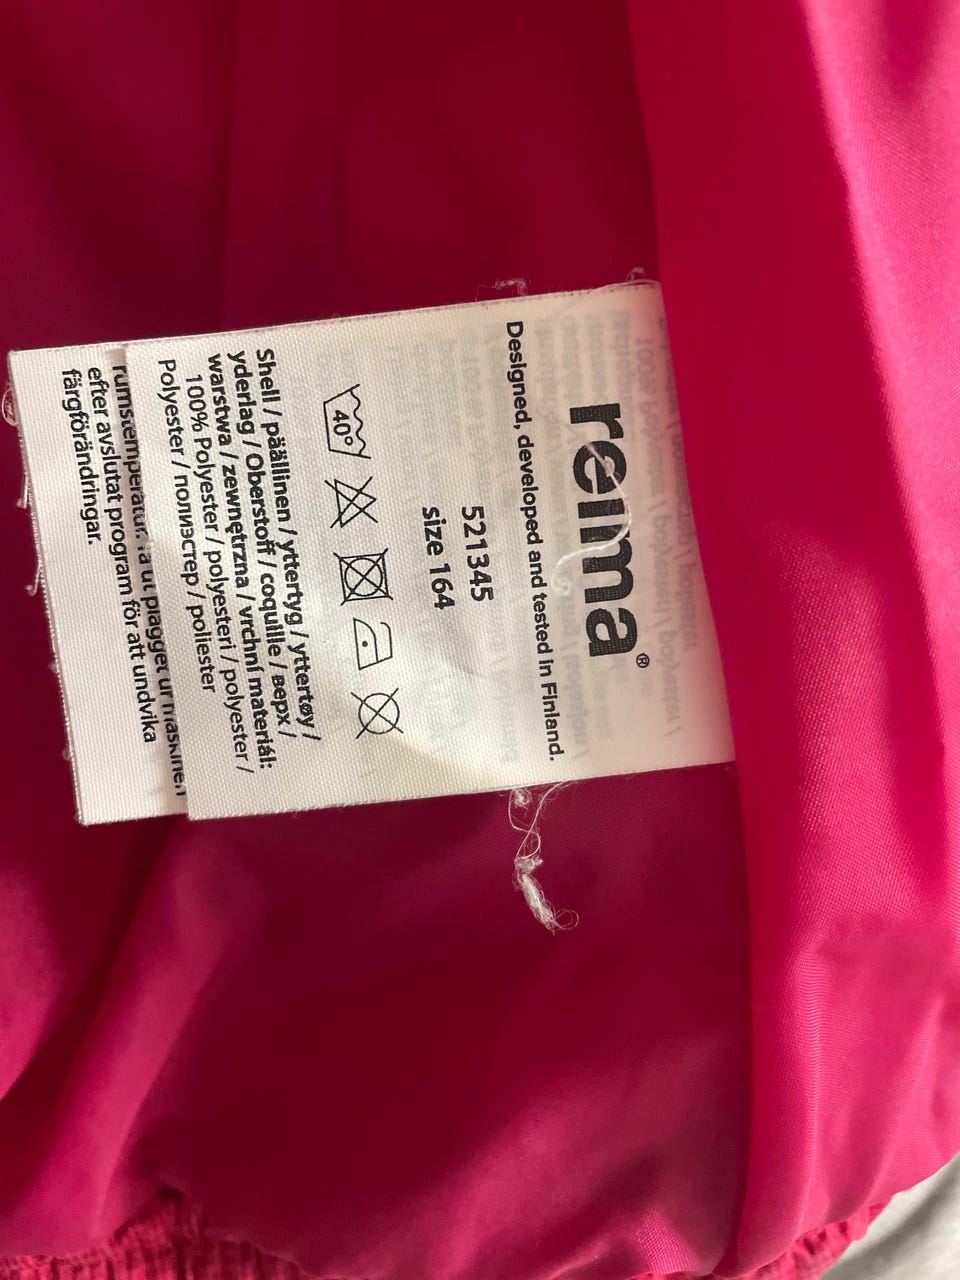 reima®
Designed, developed and tested in Finland.
521345
size 164
40°
Shell / päällinen / yttertyg / yttertøy /
yderlag / Oberstoff / coquille / верх /
warstwa / zewnętrzna / vrchní materiál:
100% Polyester / polyesteri / polyester /
Polyester / полиэстер / poliester
rumstemperatur. Ta ut plagget ur maskinen
efter avslutat program för att undvika
färgförändringar.